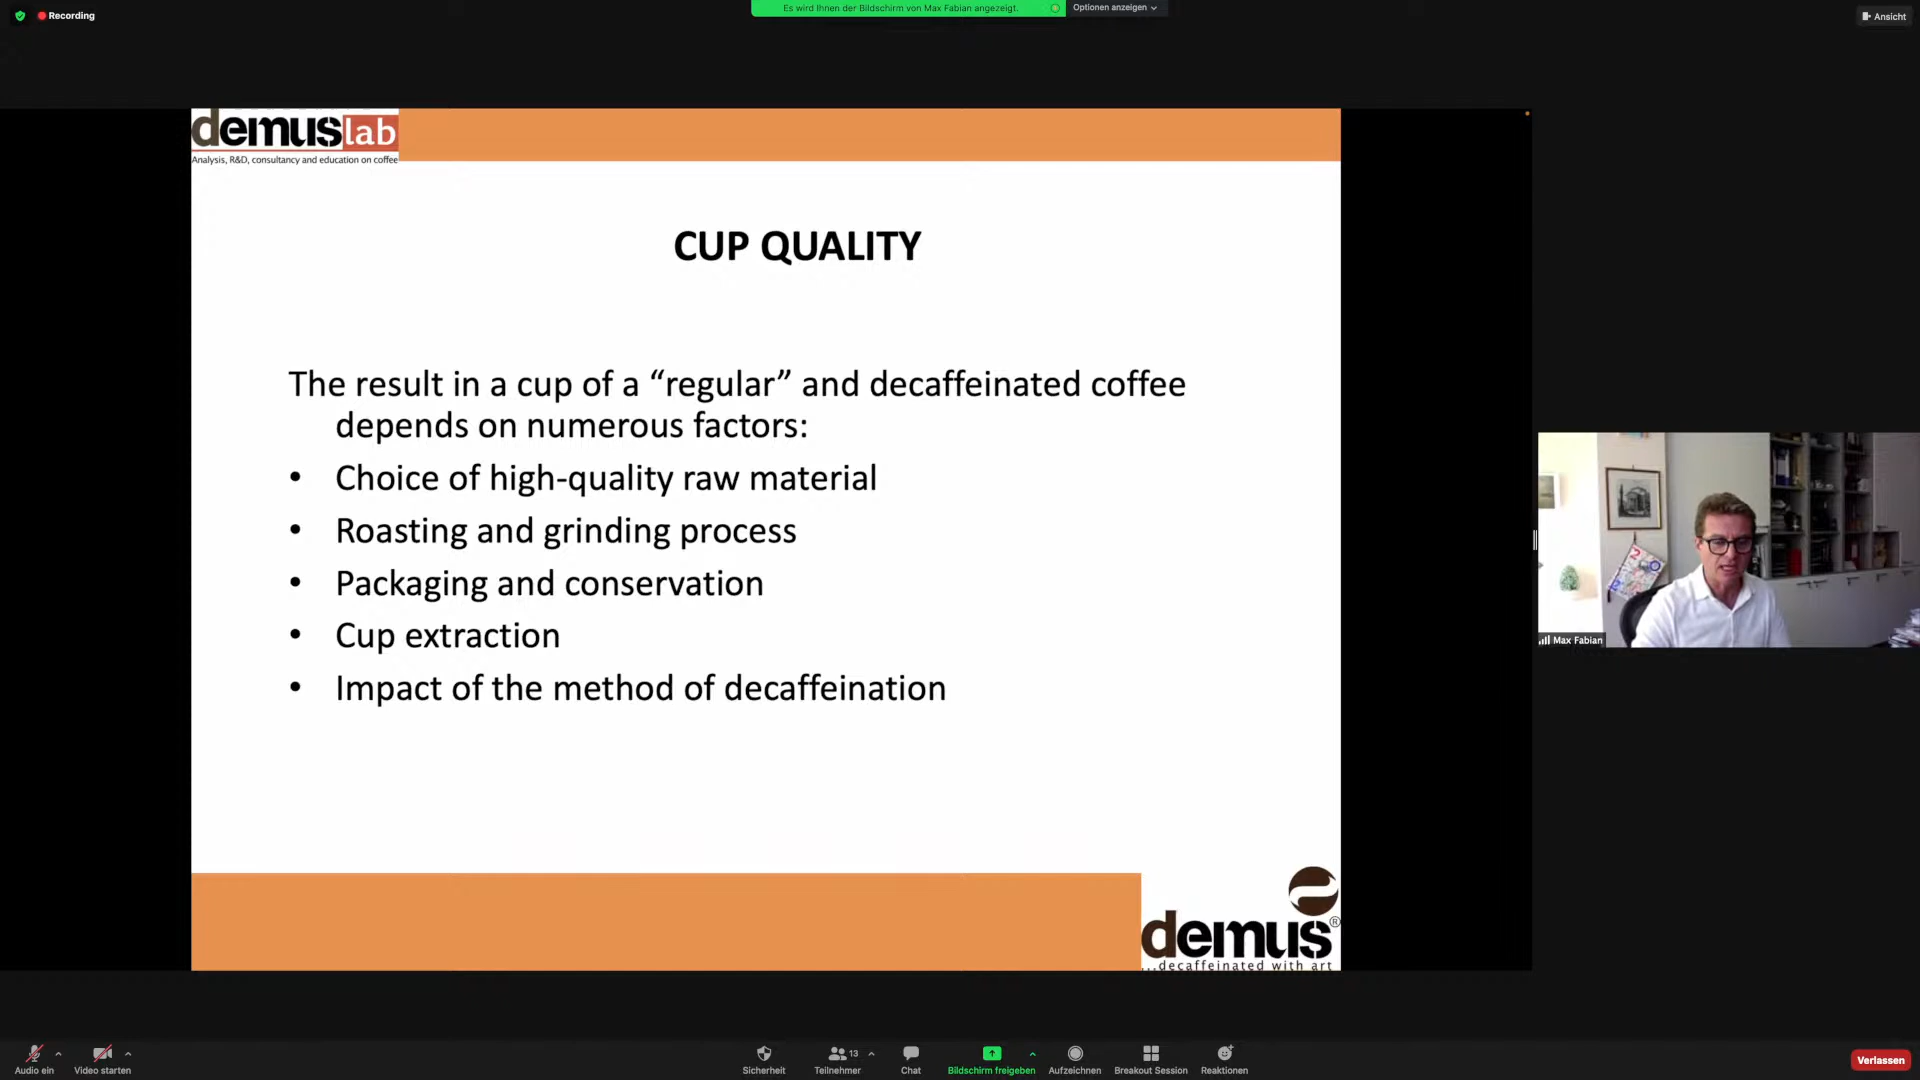 Recording
Es wird Ihnen der Bildschirm von Max Fabian angezeigt.
Optionen anzeigen
Ansicht
demuslab
Analysis, R&D, consultancy and education on coffee
CUP QUALITY
The result in a cup of a “regular” and decaffeinated coffee
depends on numerous factors:
• Choice of high-quality raw material
• Roasting and grinding process
• Packaging and conservation
• Cup extraction
• Impact of the method of decaffeination
Max Fabian
demus®
...decaffeinated with art
Audio ein
Video starten
Sicherheit
13
Teilnehmer
Chat
Bildschirm freigeben
Aufzeichnen
Breakout Session
Reaktionen
Verlassen